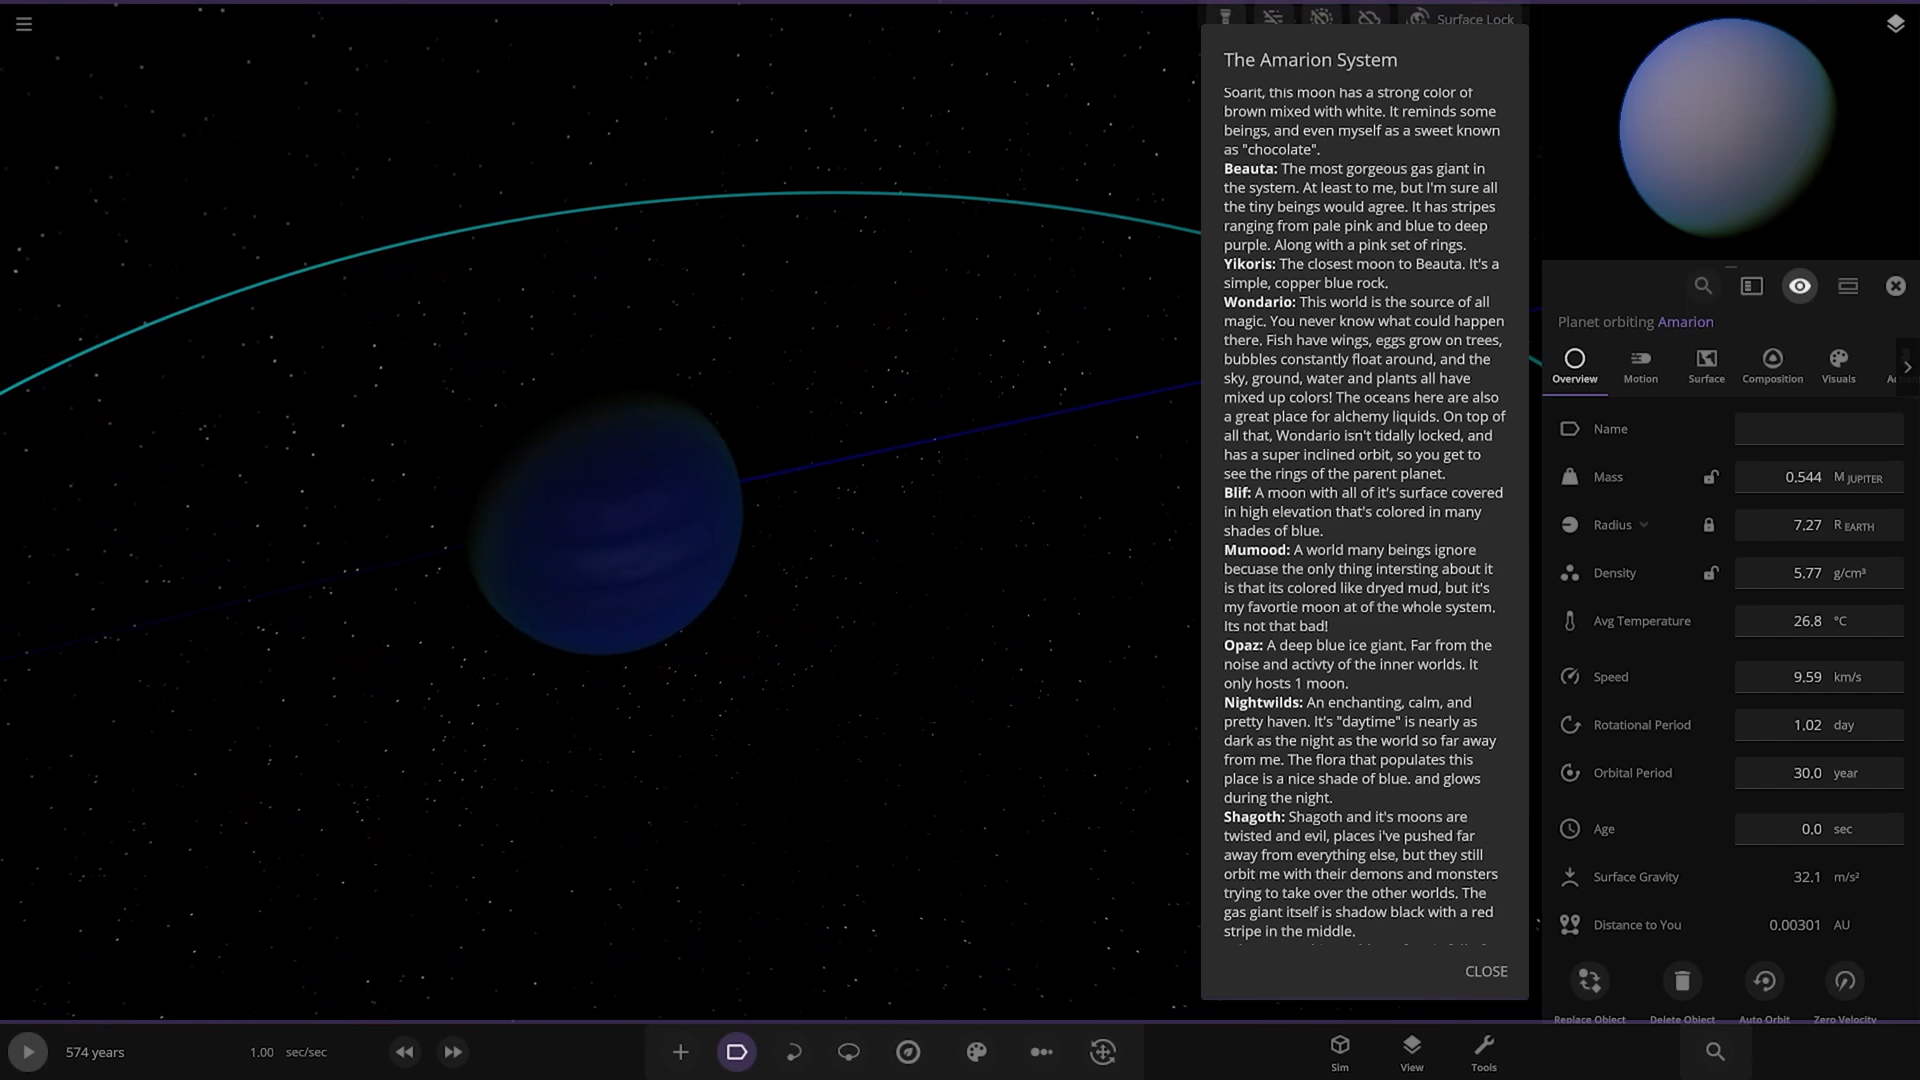 Surface Lock
The Amarion System
Soarit, this moon has a strong color of
brown mixed with white. It reminds some
beings, and even myself as a sweet known
as "chocolate".
Beauta: The most gorgeous gas giant in
the system. At least to me, but I'm sure all
the tiny beings would agree. It has stripes
ranging from pale pink and blue to deep
purple. Along with a pink set of rings.
Yikoris: The closest moon to Beauta. It's a
simple, copper blue rock.
Wondario: This world is the source of all
magic. You never know what could happen
there. Fish have wings, eggs grow on trees,
bubbles constantly float around, and the
sky, ground, water and plants all have
mixed up colors! The oceans here are also
a great place for alchemy liquids. On top of
all that, Wondario isn't tidally locked, and
has a super inclined orbit, so you get to
see the rings of the parent planet.
Blif: A moon with all of it's surface covered
in high elevation that's colored in many
shades of blue.
Mumood: A world many beings ignore
becuase the only thing intersting about it
is that its colored like dryed mud, but it's
my favortie moon at of the whole system.
Its not that bad!
Opaz: A deep blue ice giant. Far from the
noise and activty of the inner worlds. It
only hosts 1 moon.
Nightwilds: An enchanting, calm, and
pretty haven. It's "daytime" is nearly as
dark as the night as the world so far away
from me. The flora that populates this
place is a nice shade of blue. and glows
during the night.
Shagoth: Shagoth and it's moons are
twisted and evil, places i've pushed far
away from everything else, but they still
orbit me with their demons and monsters
trying to take over the other worlds. The
gas giant itself is shadow black with a red
stripe in the middle.
CLOSE
Planet orbiting Amarion
Overview Motion Surface Composition Visuals
Name
Mass 0.544 M JUPITER
Radius 7.27 R EARTH
Density 5.77 g/cm³
Avg Temperature 26.8 °C
Speed 9.59 km/s
Rotational Period 1.02 day
Orbital Period 30.0 year
Age 0.0 sec
Surface Gravity 32.1 m/s²
Distance to You 0.00301 AU
Replace Object Delete Object Auto Orbit Zero Velocity
574 years 1.00 sec/sec
Sim View Tools